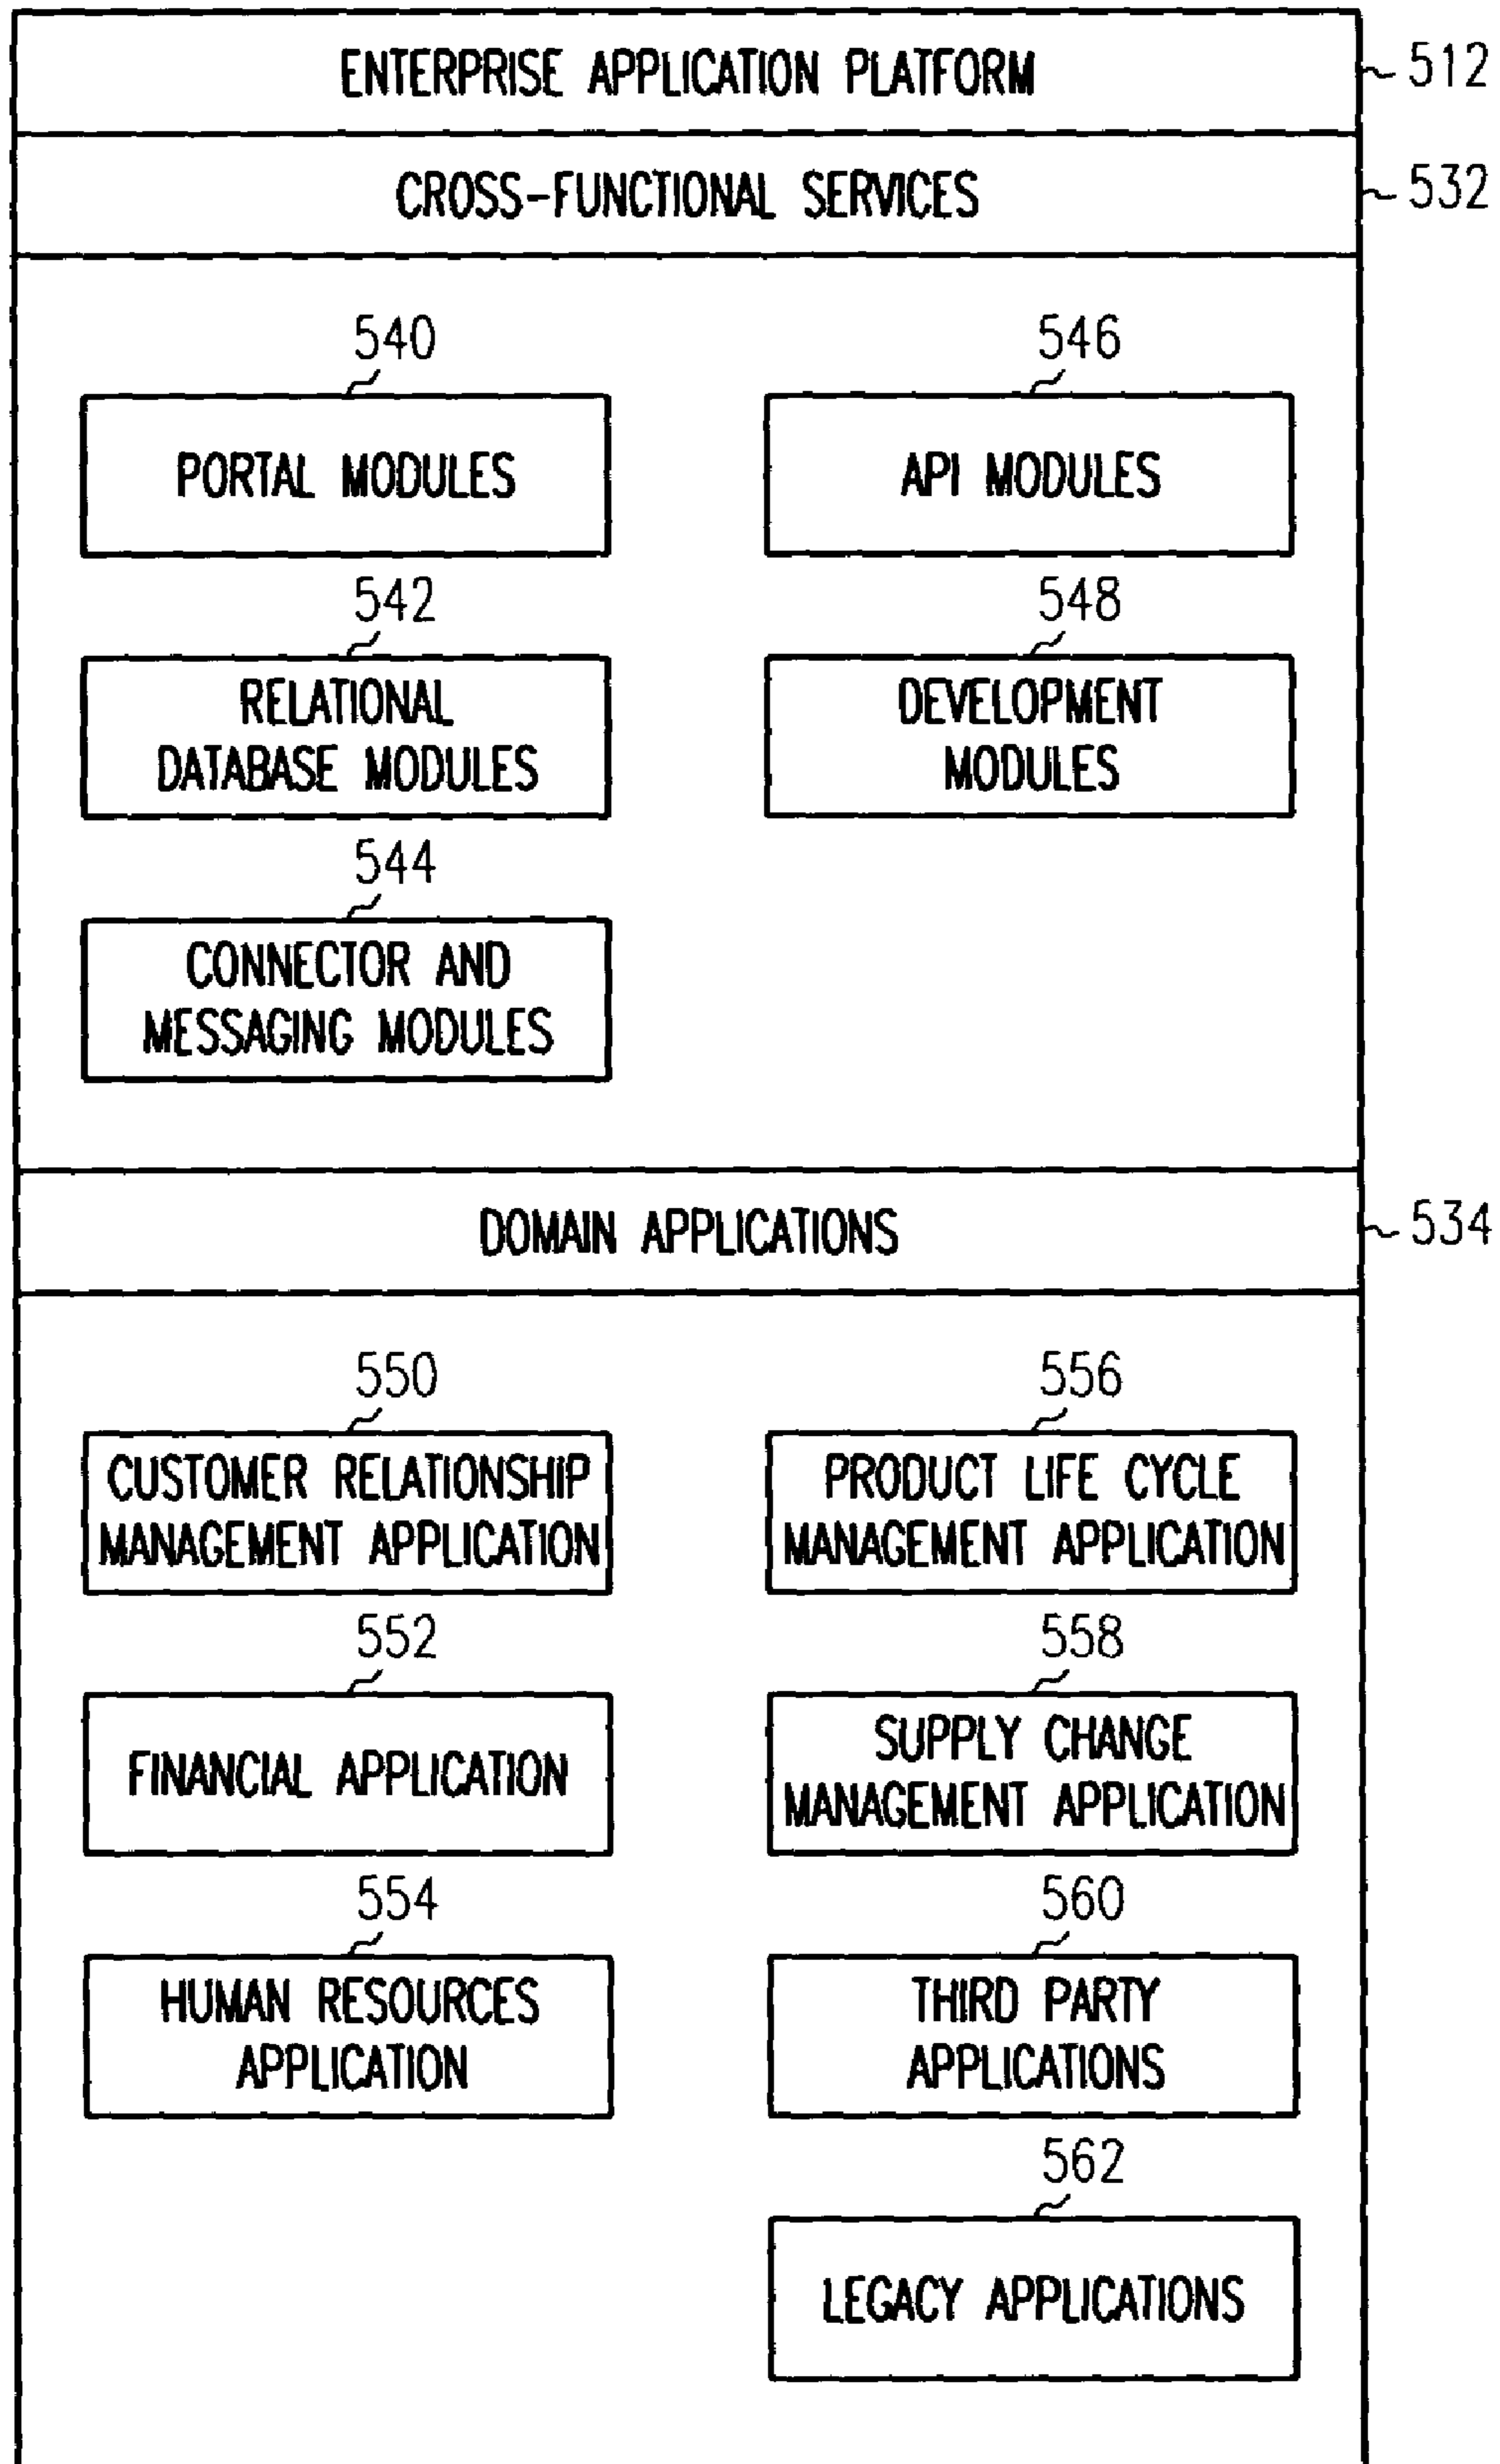 ENTERPRISE APPLICATION PLATFORM
512
CROSS-FUNCTIONAL SERVICES
532
540
PORTAL MODULES
546
API MODULES
542
RELATIONAL
DATABASE MODULES
548
DEVELOPMENT
MODULES
544
CONNECTOR AND
MESSAGING MODULES
DOMAIN APPLICATIONS
534
550
CUSTOMER RELATIONSHIP
MANAGEMENT APPLICATION
556
PRODUCT LIFE CYCLE
MANAGEMENT APPLICATION
552
FINANCIAL APPLICATION
558
SUPPLY CHANGE
MANAGEMENT APPLICATION
554
HUMAN RESOURCES
APPLICATION
560
THIRD PARTY
APPLICATIONS
562
LEGACY APPLICATIONS